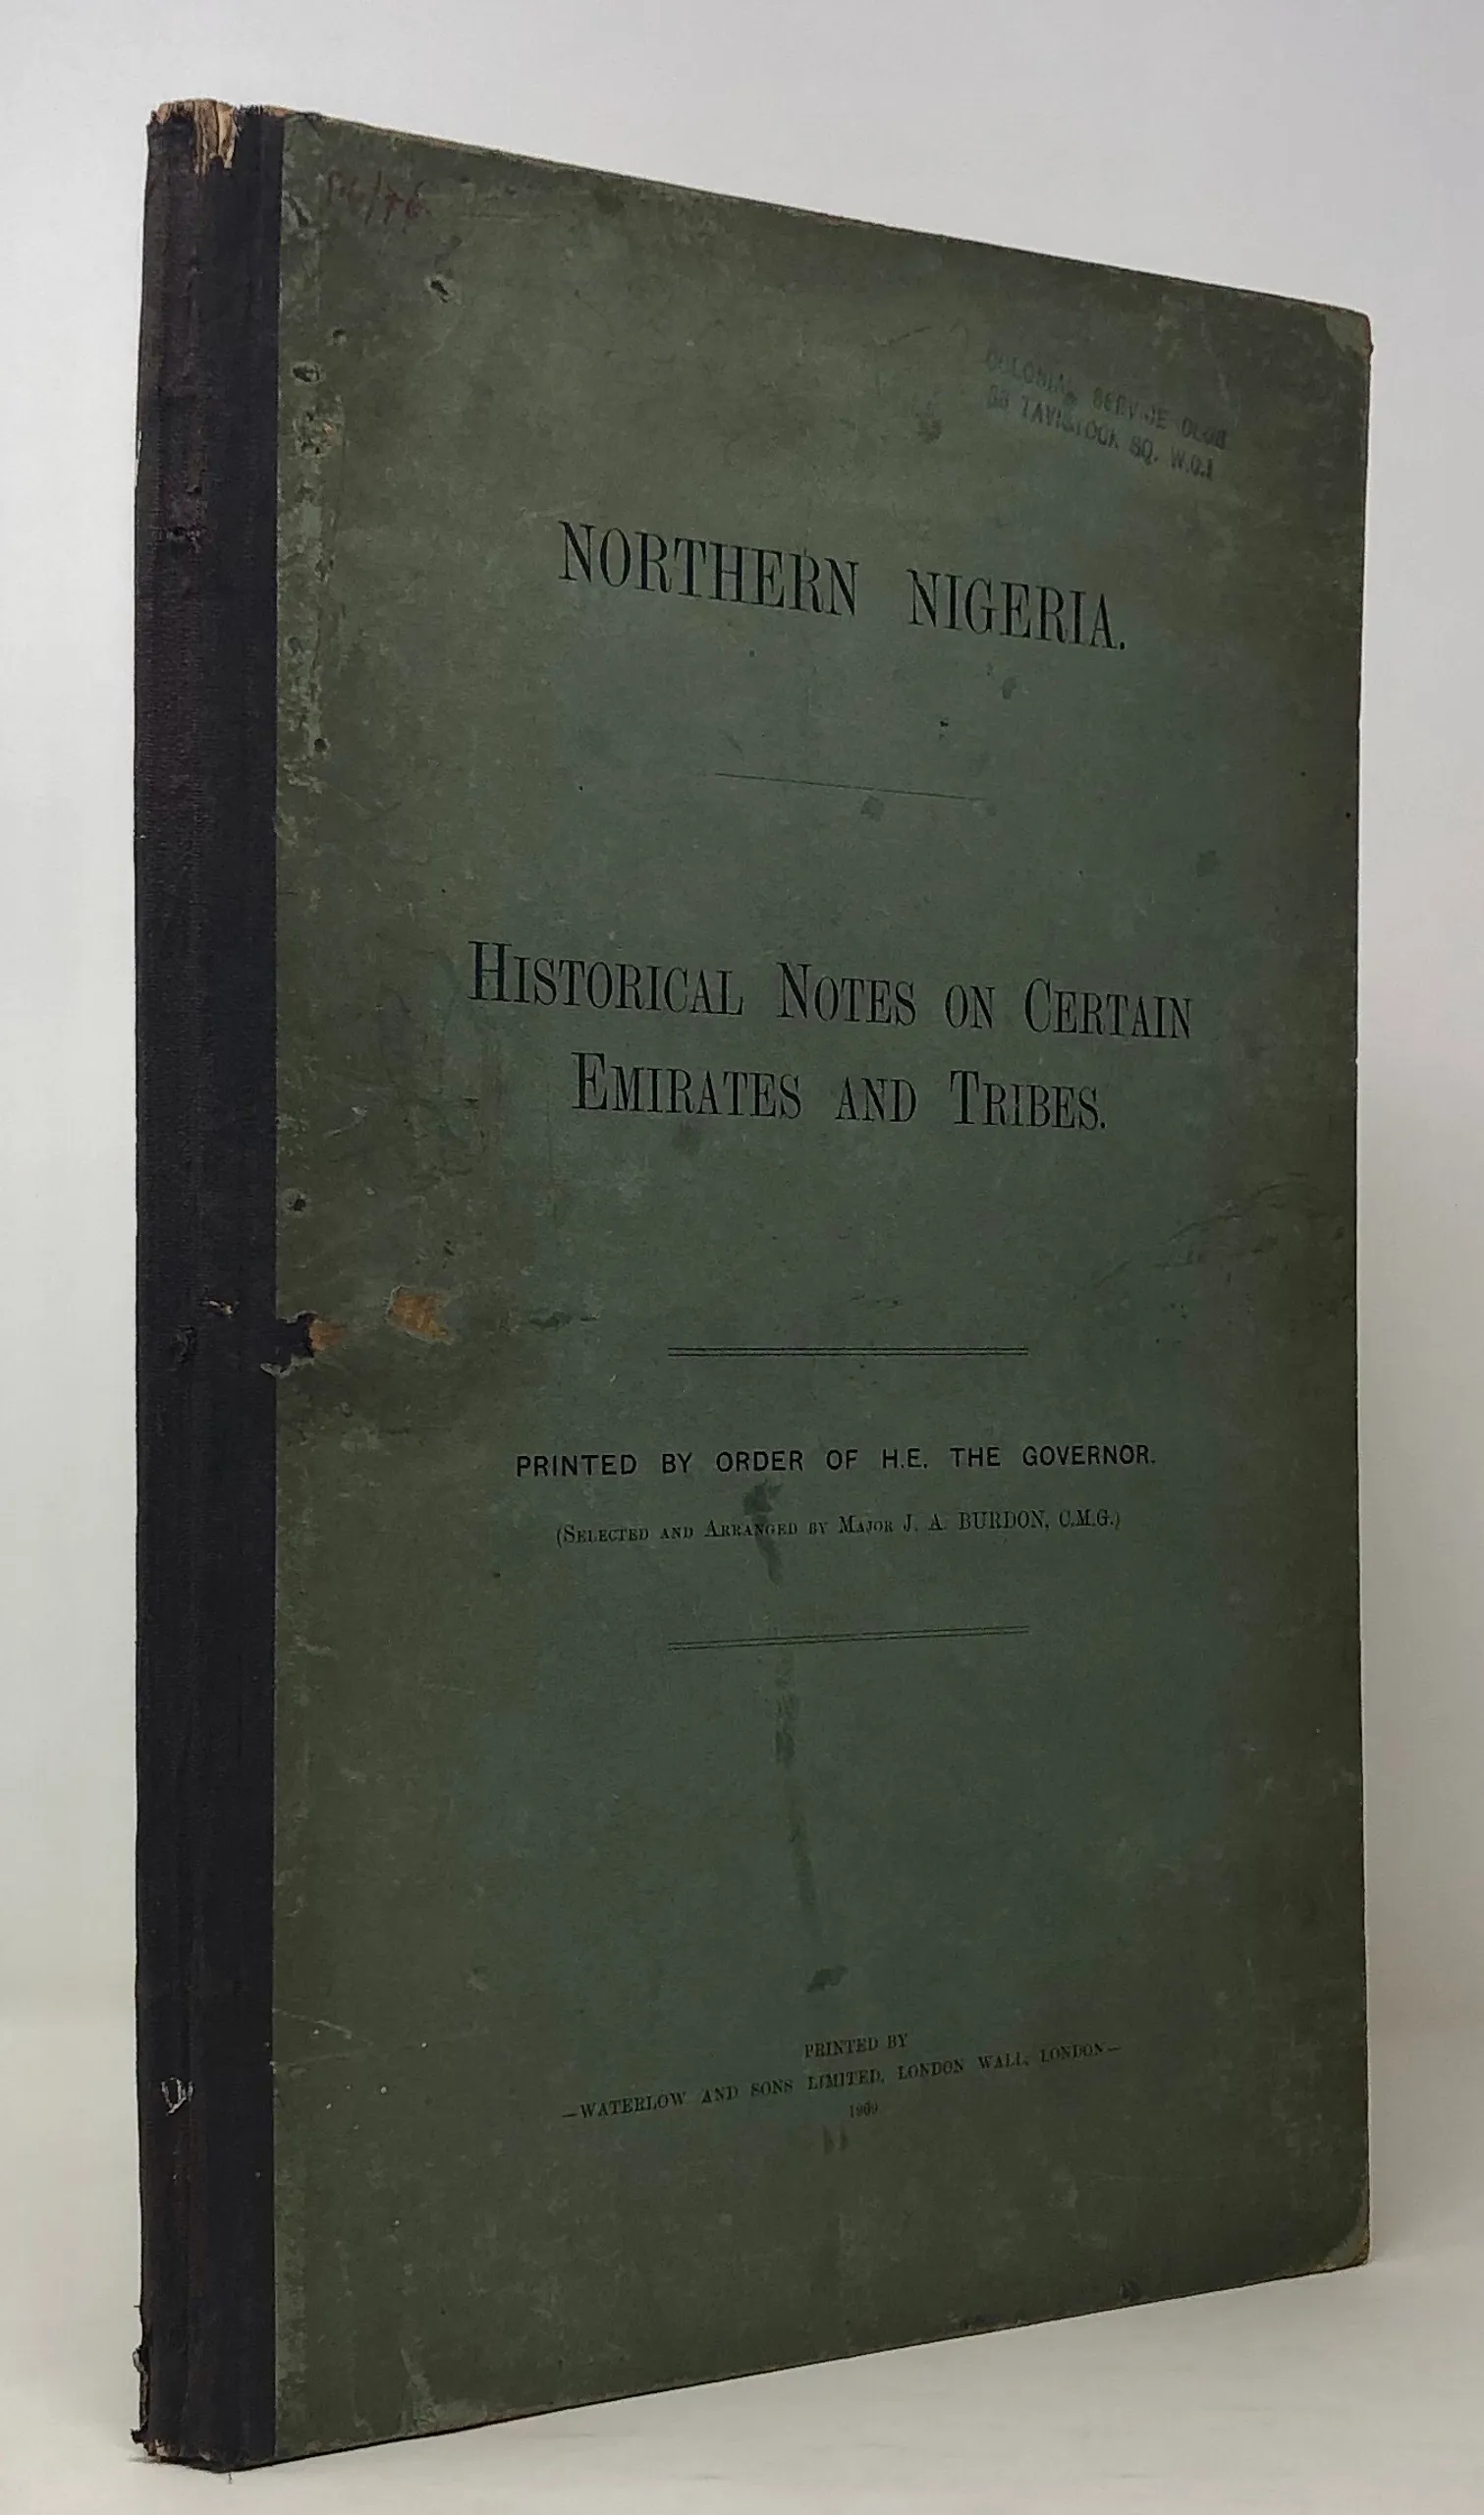 COLONIAL SERVICE CLUB
TAVISTOCK SQ. W.C.1
NORTHERN NIGERIA.
HISTORICAL NOTES ON CERTAIN
EMIRATES AND TRIBES.
PRINTED BY ORDER OF H.E. THE GOVERNOR.
(SELECTED AND ARRANGED BY MAJOR J. A. BURDON, C.M.G.)
PRINTED BY
—WATERLOW AND SONS LIMITED, LONDON WALL, LONDON—
1909